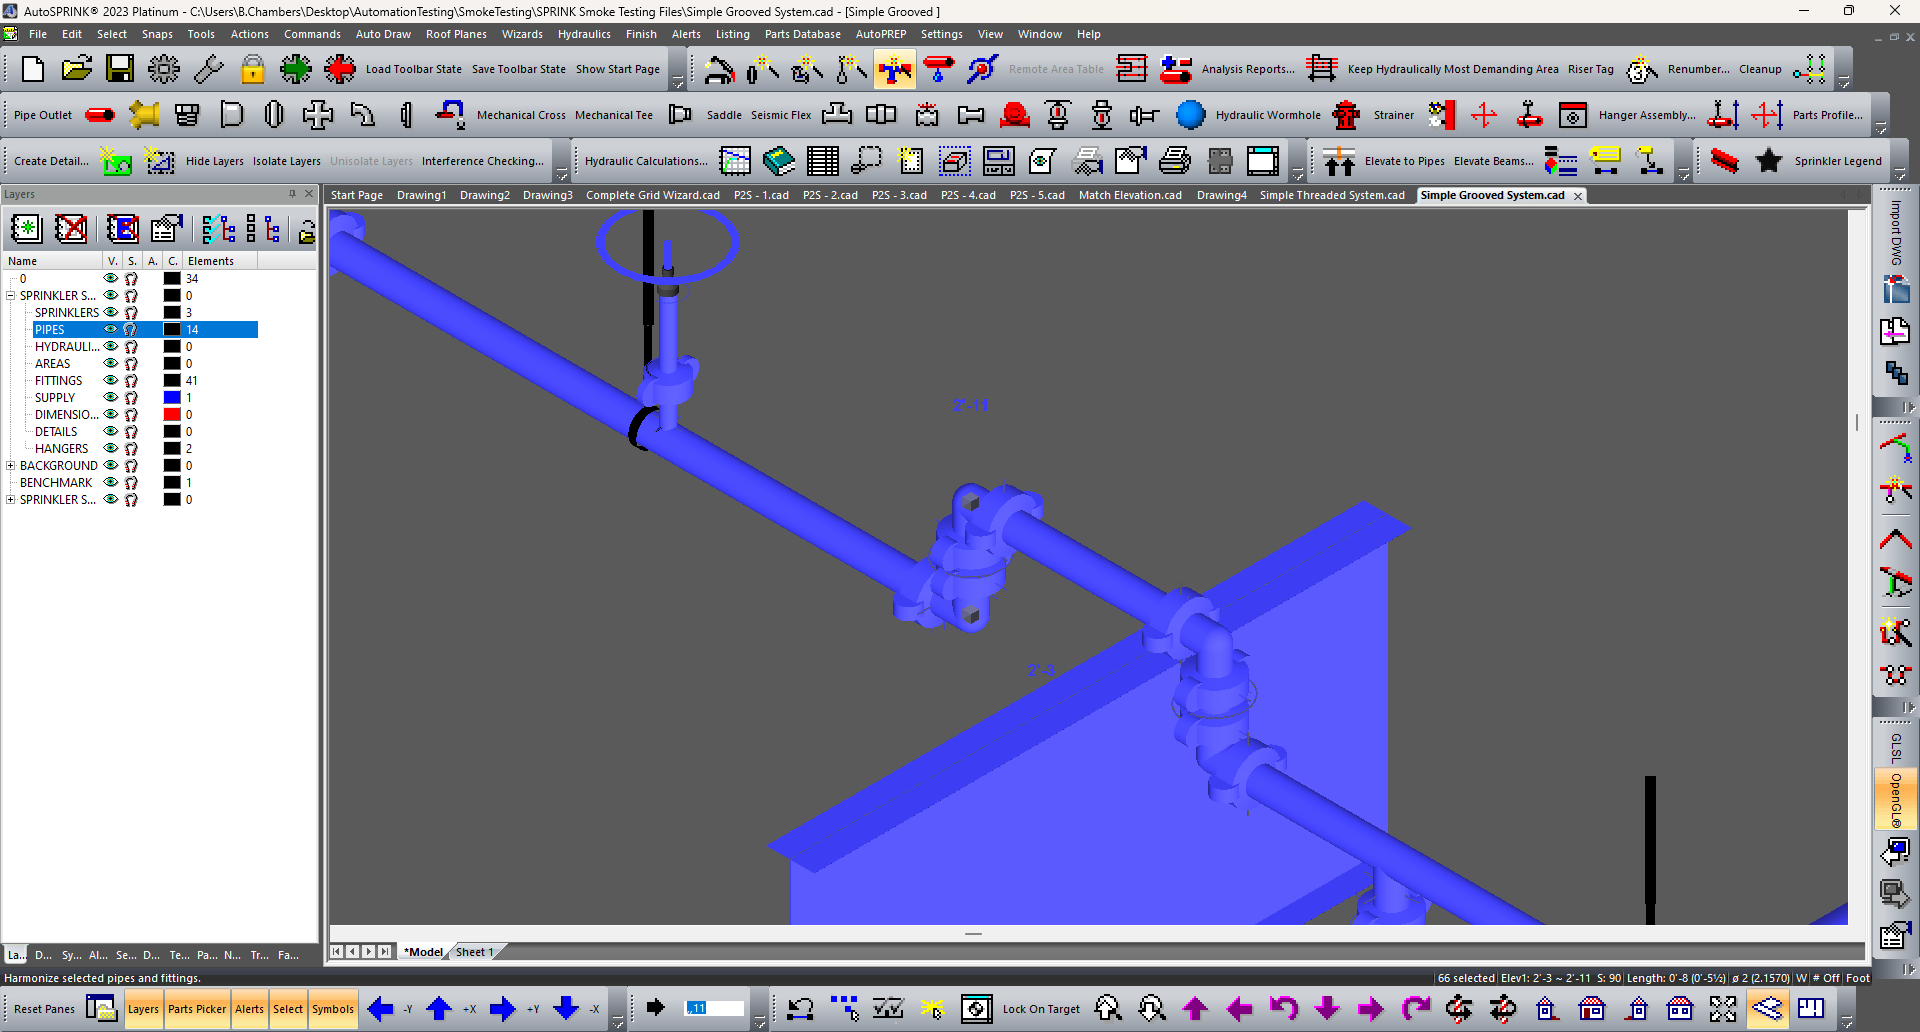 AutoSPRINK® 2023 Platinum - C:\Users\B.Chambers\Desktop\AutomationTesting\SmokeTesting\SPRINK Smoke Testing Files\Simple Grooved System.cad - [Simple Grooved ]
File Edit Select Snaps Tools Actions Commands Auto Draw Roof Planes Wizards Hydraulics Finish Alerts Listing Parts Database AutoPREP Settings View Window Help
Load Toolbar State Save Toolbar State Show Start Page Remote Area Table Analysis Reports... Keep Hydraulically Most Demanding Area Riser Tag Renumber... Cleanup
Pipe Outlet Mechanical Cross Mechanical Tee Saddle Seismic Flex Hydraulic Wormhole Strainer Hanger Assembly... Parts Profile...
Create Detail... Hide Layers Isolate Layers Unisolate Layers Interference Checking... Hydraulic Calculations... Elevate to Pipes Elevate Beams... Sprinkler Legend
Layers
Start Page Drawing1 Drawing2 Drawing3 Complete Grid Wizard.cad P2S - 1.cad P2S - 2.cad P2S - 3.cad P2S - 4.cad P2S - 5.cad Match Elevation.cad Drawing4 Simple Threaded System.cad Simple Grooved System.cad
Name V. S. A. C. Elements
0 34
SPRINKLER S... 0
SPRINKLERS 3
PIPES 14
HYDRAULI... 0
AREAS 0
FITTINGS 41
SUPPLY 1
DIMENSIO... 0
DETAILS 0
HANGERS 2
BACKGROUND 0
BENCHMARK 1
SPRINKLER S... 0
2'-11
2'-3
Import DWG
GLSL
OpenGL®
La... D... Sy... Al... Se... D... Te... Pa... N... Tr... Fa...
*Model Sheet 1
Harmonize selected pipes and fittings.
66 selected Elev1: 2'-3 ~ 2'-11 S: 90 Length: 0'-8 (0'-5½) ø 2 (2.1570) W # Off Foot
Reset Panes Layers Parts Picker Alerts Select Symbols -Y +X +Y -X ,,11 Lock On Target